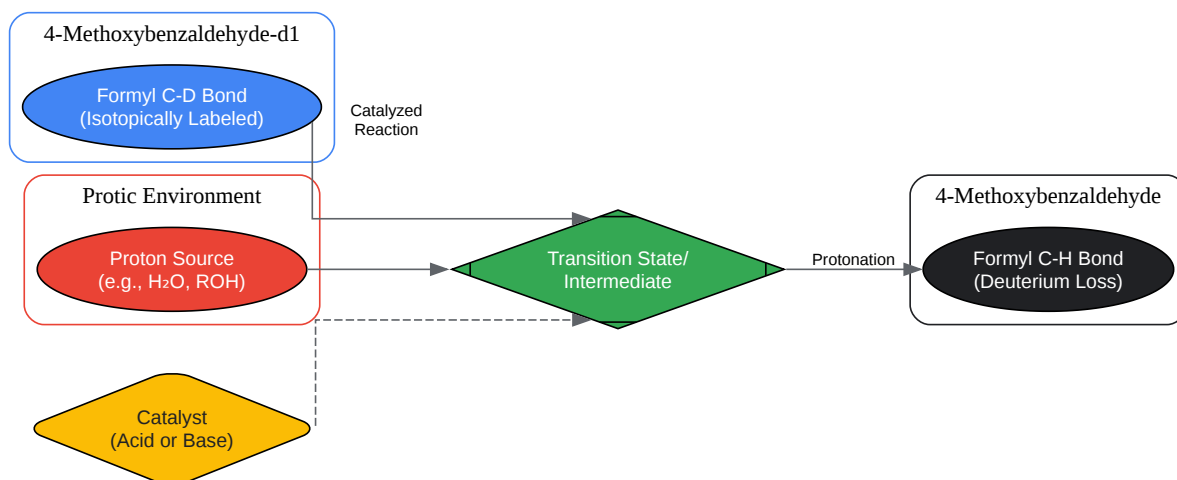 4-Methoxybenzaldehyde-d1
Formyl C-D Bond
(Isotopically Labeled)
Catalyzed
Reaction
Protic Environment
Proton Source
(e.g., H₂O, ROH)
Transition State/
Intermediate
Protonation
4-Methoxybenzaldehyde
Formyl C-H Bond
(Deuterium Loss)
Catalyst
(Acid or Base)